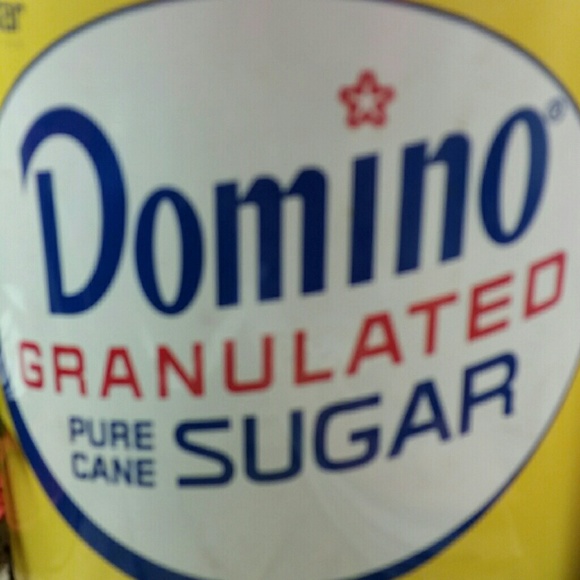 Domino®
GRANULATED
PURE
CANE
SUGAR